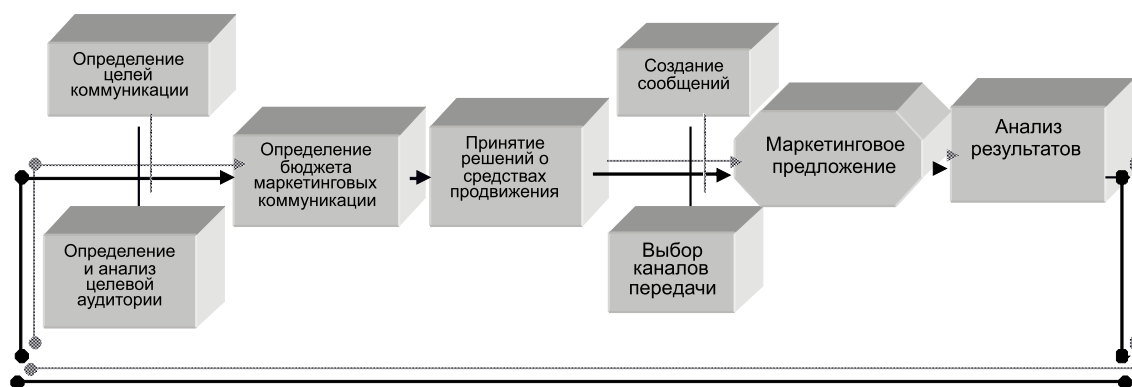 Определение
целей
коммуникации
Определение
и анализ
целевой
аудитории
Определение
бюджета
маркетинговых
коммуникации
Принятие
решений о
средствах
продвижения
Создание
сообщений
Выбор
каналов
передачи
Маркетинговое
предложение
Анализ
результатов